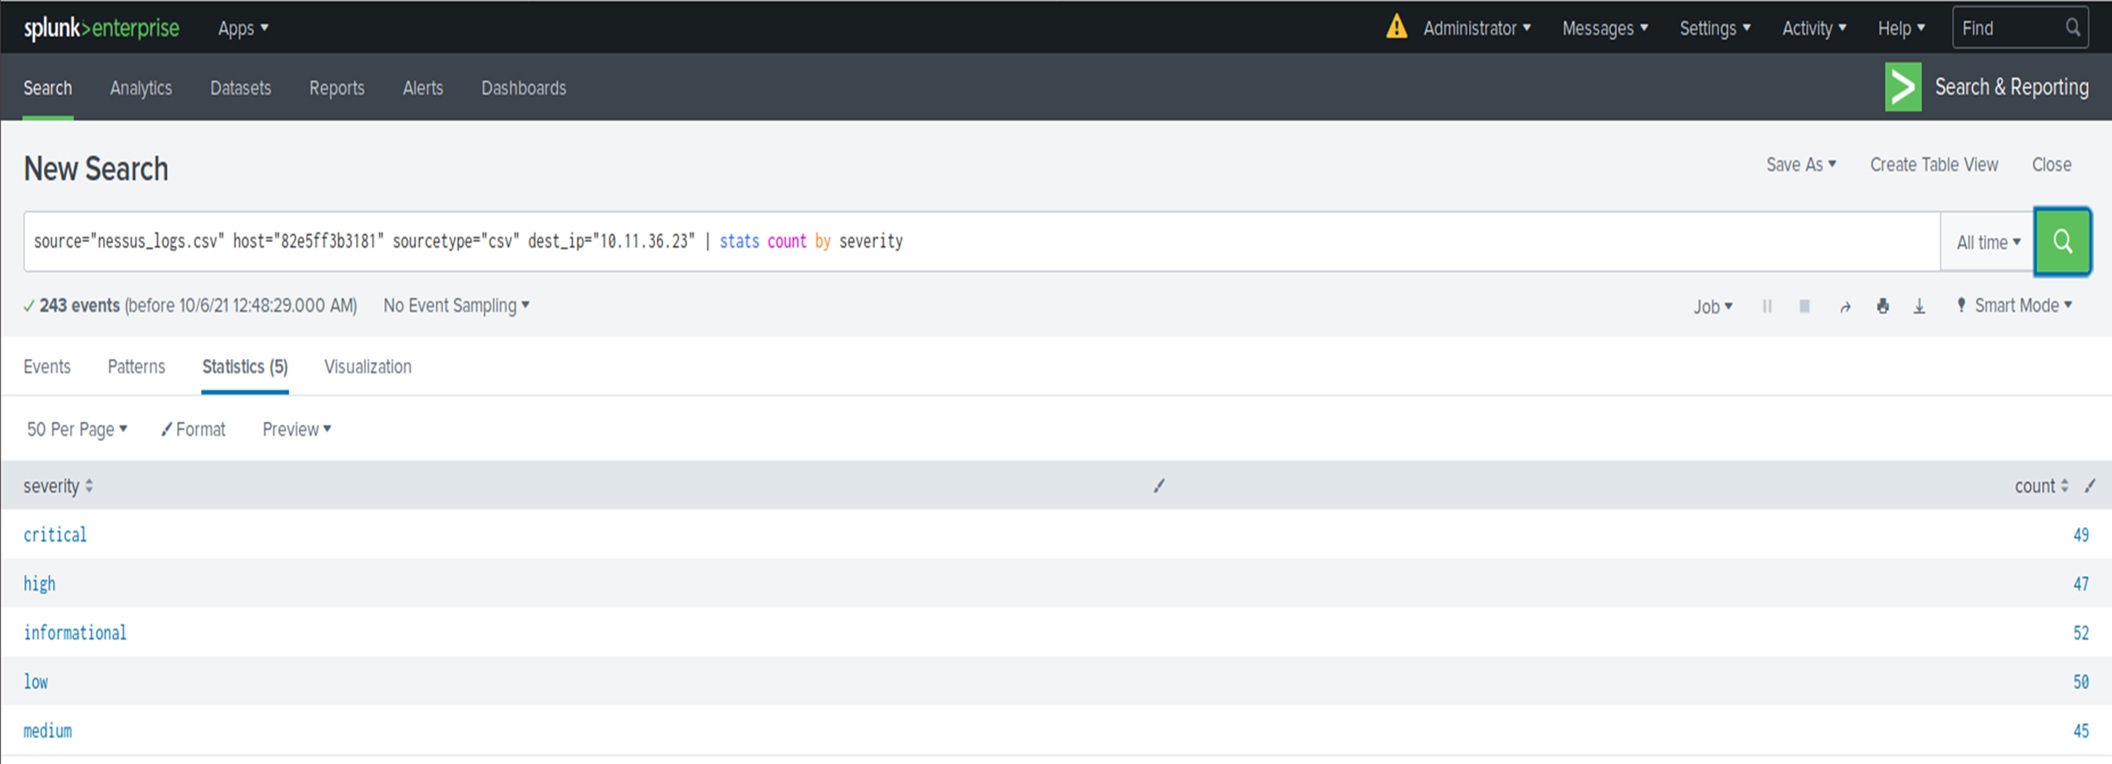 splunk>enterprise Apps Administrator Messages Settings Activity Help Find
Search Analytics Datasets Reports Alerts Dashboards Search & Reporting
New Search Save As Create Table View Close
source="nessus_logs.csv" host="82e5ff3b3181" sourcetype="csv" dest_ip="10.11.36.23" | stats count by severity All time
243 events (before 10/6/21 12:48:29.000 AM) No Event Sampling Job Smart Mode
Events Patterns Statistics (5) Visualization
50 Per Page Format Preview
severity count
critical 49
high 47
informational 52
low 50
medium 45